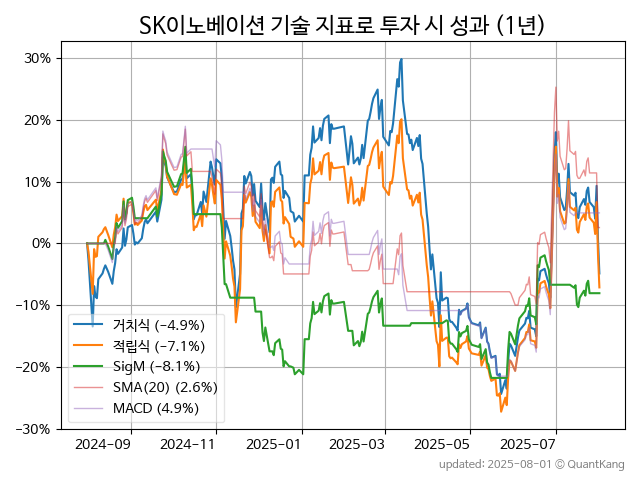 SK이노베이션 기술 지표로 투자 시 성과 (1년)
30%
20%
10%
0%
−10%
−20%
−30%
거치식 (−4.9%)
적립식 (−7.1%)
SigM (−8.1%)
SMA(20) (2.6%)
MACD (4.9%)
2024-09
2024-11
2025-01
2025-03
2025-05
2025-07
updated: 2025-08-01 © QuantKang